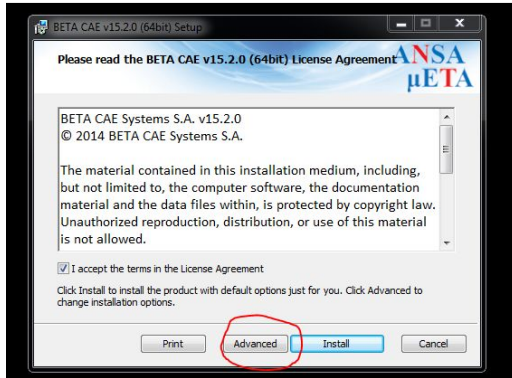 BETA CAE v15.2.0 (64bit) Setup
Please read the BETA CAE v15.2.0 (64bit) License Agreement
ANSA
µETA
BETA CAE Systems S.A. v15.2.0
© 2014 BETA CAE Systems S.A.
The material contained in this installation medium, including,
but not limited to, the computer software, the documentation
material and the data files within, is protected by copyright law.
Unauthorized reproduction, distribution, or use of this material
is not allowed.
I accept the terms in the License Agreement
Click Install to install the product with default options just for you. Click Advanced to
change installation options.
Print Advanced Install Cancel